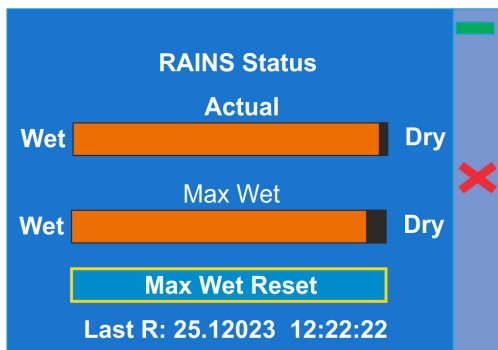 RAINS Status
Actual
Wet Dry
Max Wet
Wet Dry
Max Wet Reset
Last R: 25.12023 12:22:22